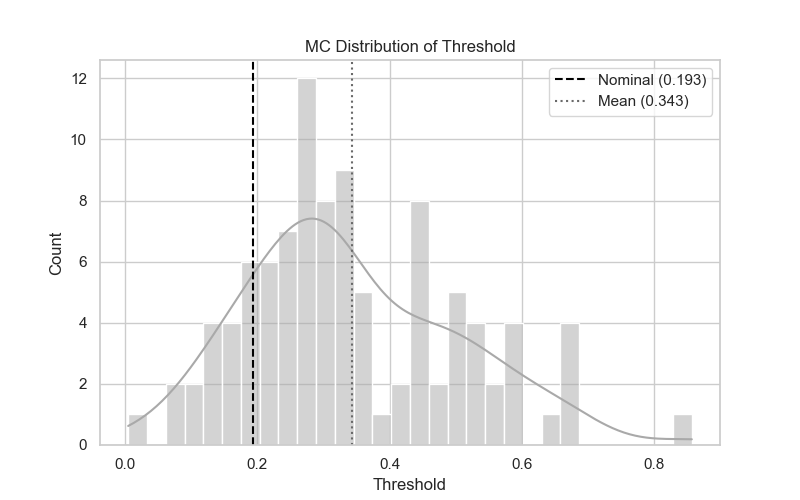 MC Distribution of Threshold
Nominal (0.193)
Mean (0.343)
12
10
8
6
4
2
0
Count
0.0 0.2 0.4 0.6 0.8
Threshold